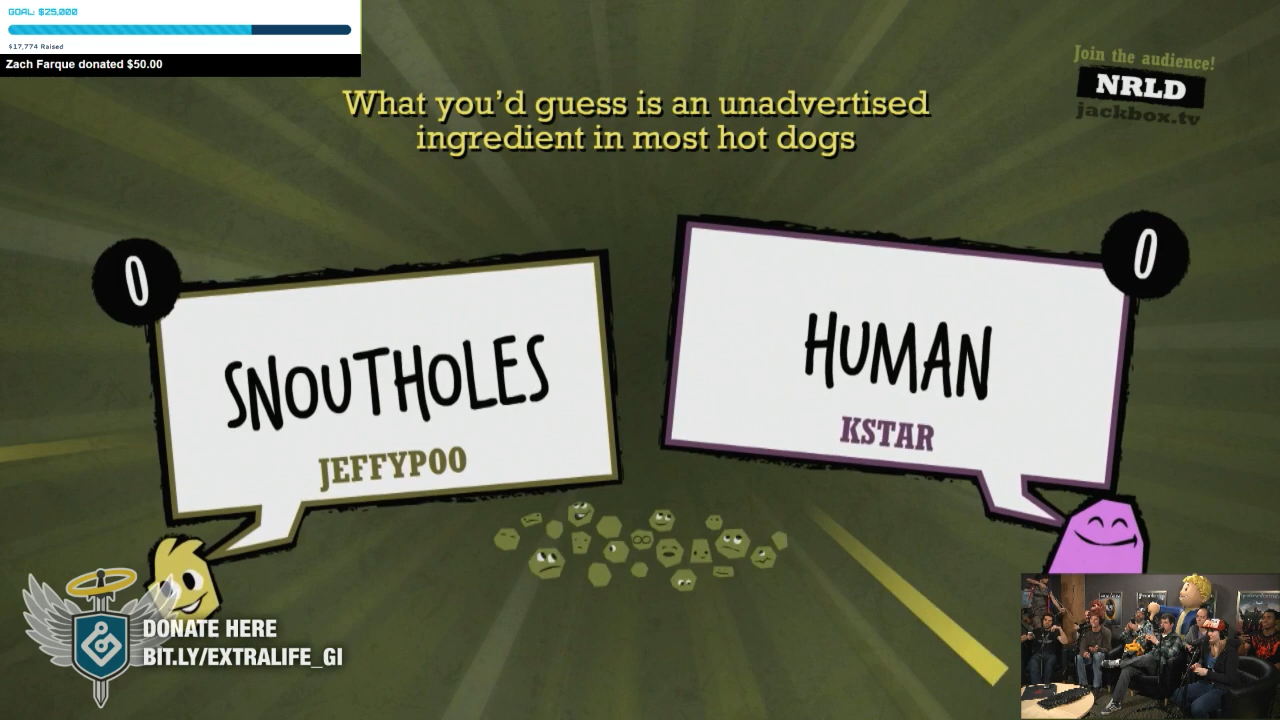 GOAL: $25,000
$17,774 Raised
Zach Farque donated $50.00
Join the audience!
NRLD
jackbox.tv
What you'd guess is an unadvertised
ingredient in most hot dogs
0
0
SNOUTHOLES
JEFFYPOO
HUMAN
KSTAR
DONATE HERE
BIT.LY/EXTRALIFE_GI